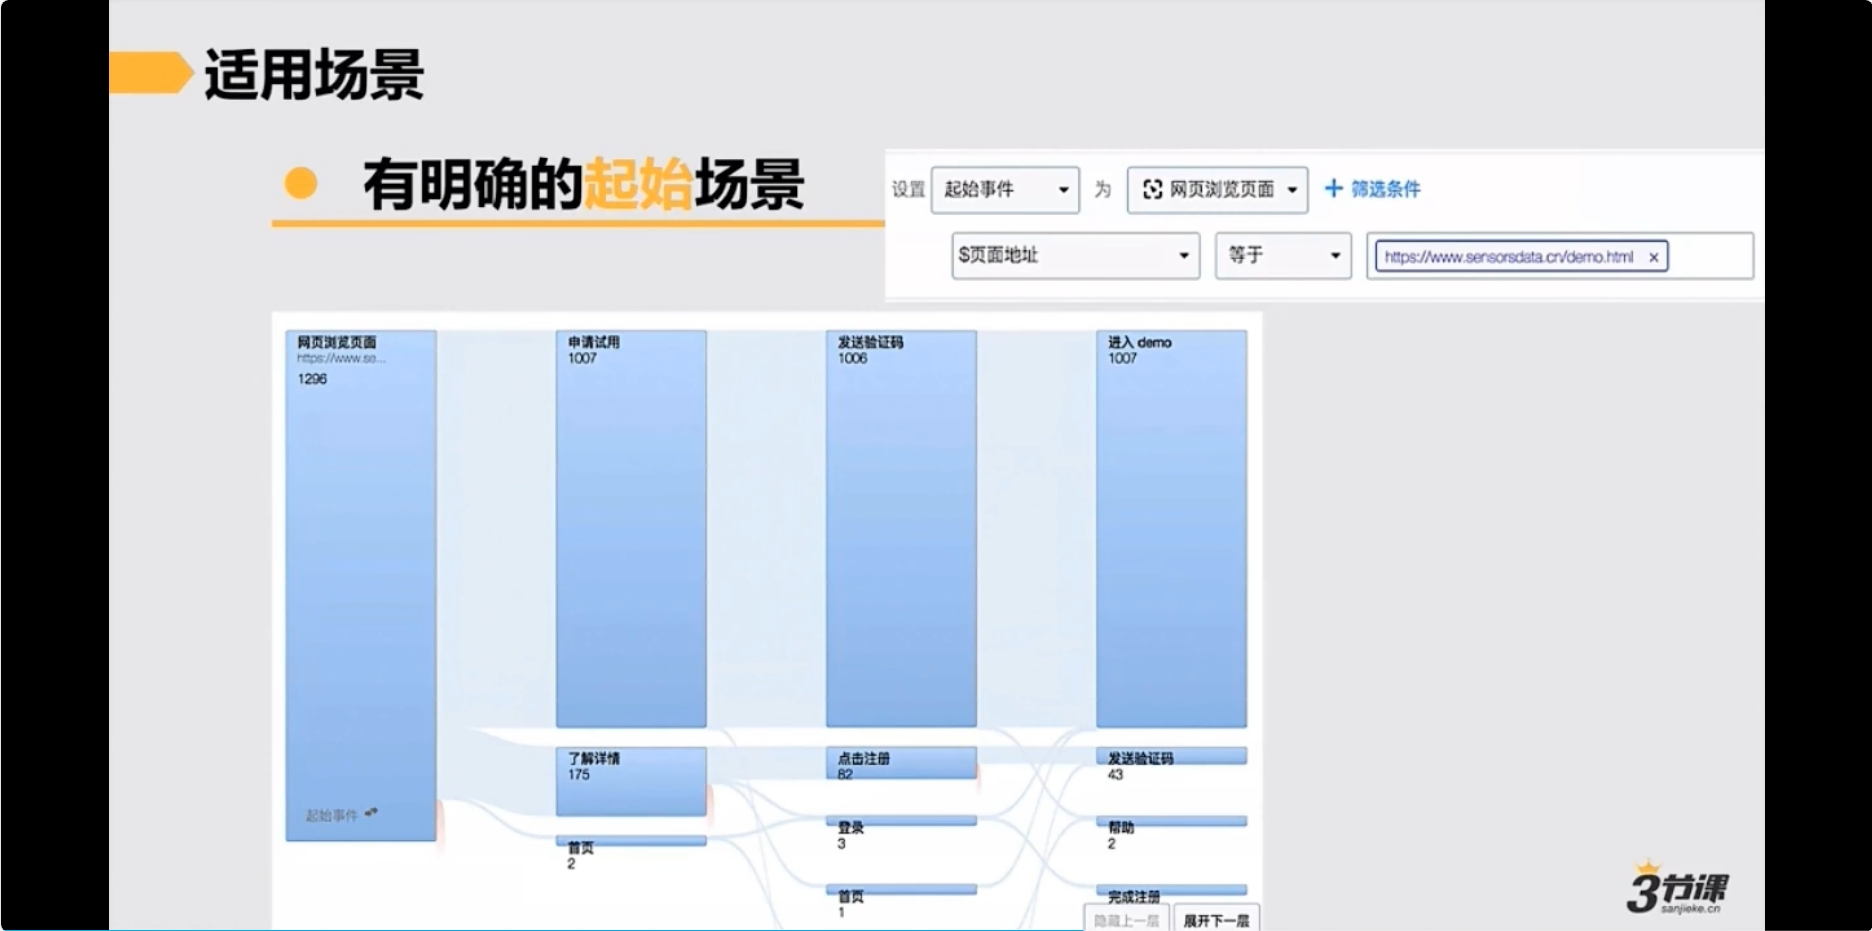 适用场景
有明确的起始场景
设置 起始事件 为 网页浏览页面 + 筛选条件
$页面地址 等于 https://www.sensorsdata.cn/demo.html ×
网页浏览页面
https://www.se...
1296
起始事件
申请试用
1007
了解详情
175
首页
2
发送验证码
1006
点击注册
82
登录
3
首页
1
进入 demo
1007
发送验证码
43
帮助
2
完成注册
隐藏上一层 展开下一层
3节课
sanjieke.cn